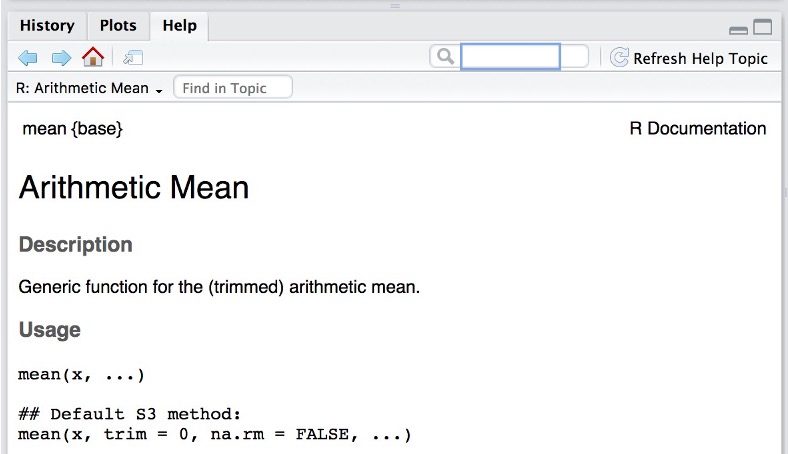 History Plots Help
Refresh Help Topic
R: Arithmetic Mean Find in Topic
mean {base} R Documentation
Arithmetic Mean
Description
Generic function for the (trimmed) arithmetic mean.
Usage
mean(x, ...)
## Default S3 method:
mean(x, trim = 0, na.rm = FALSE, ...)